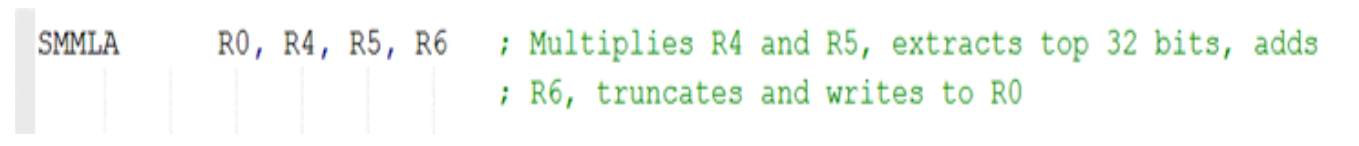 SMMLA R0, R4, R5, R6 ; Multiplies R4 and R5, extracts top 32 bits, adds
; R6, truncates and writes to R0